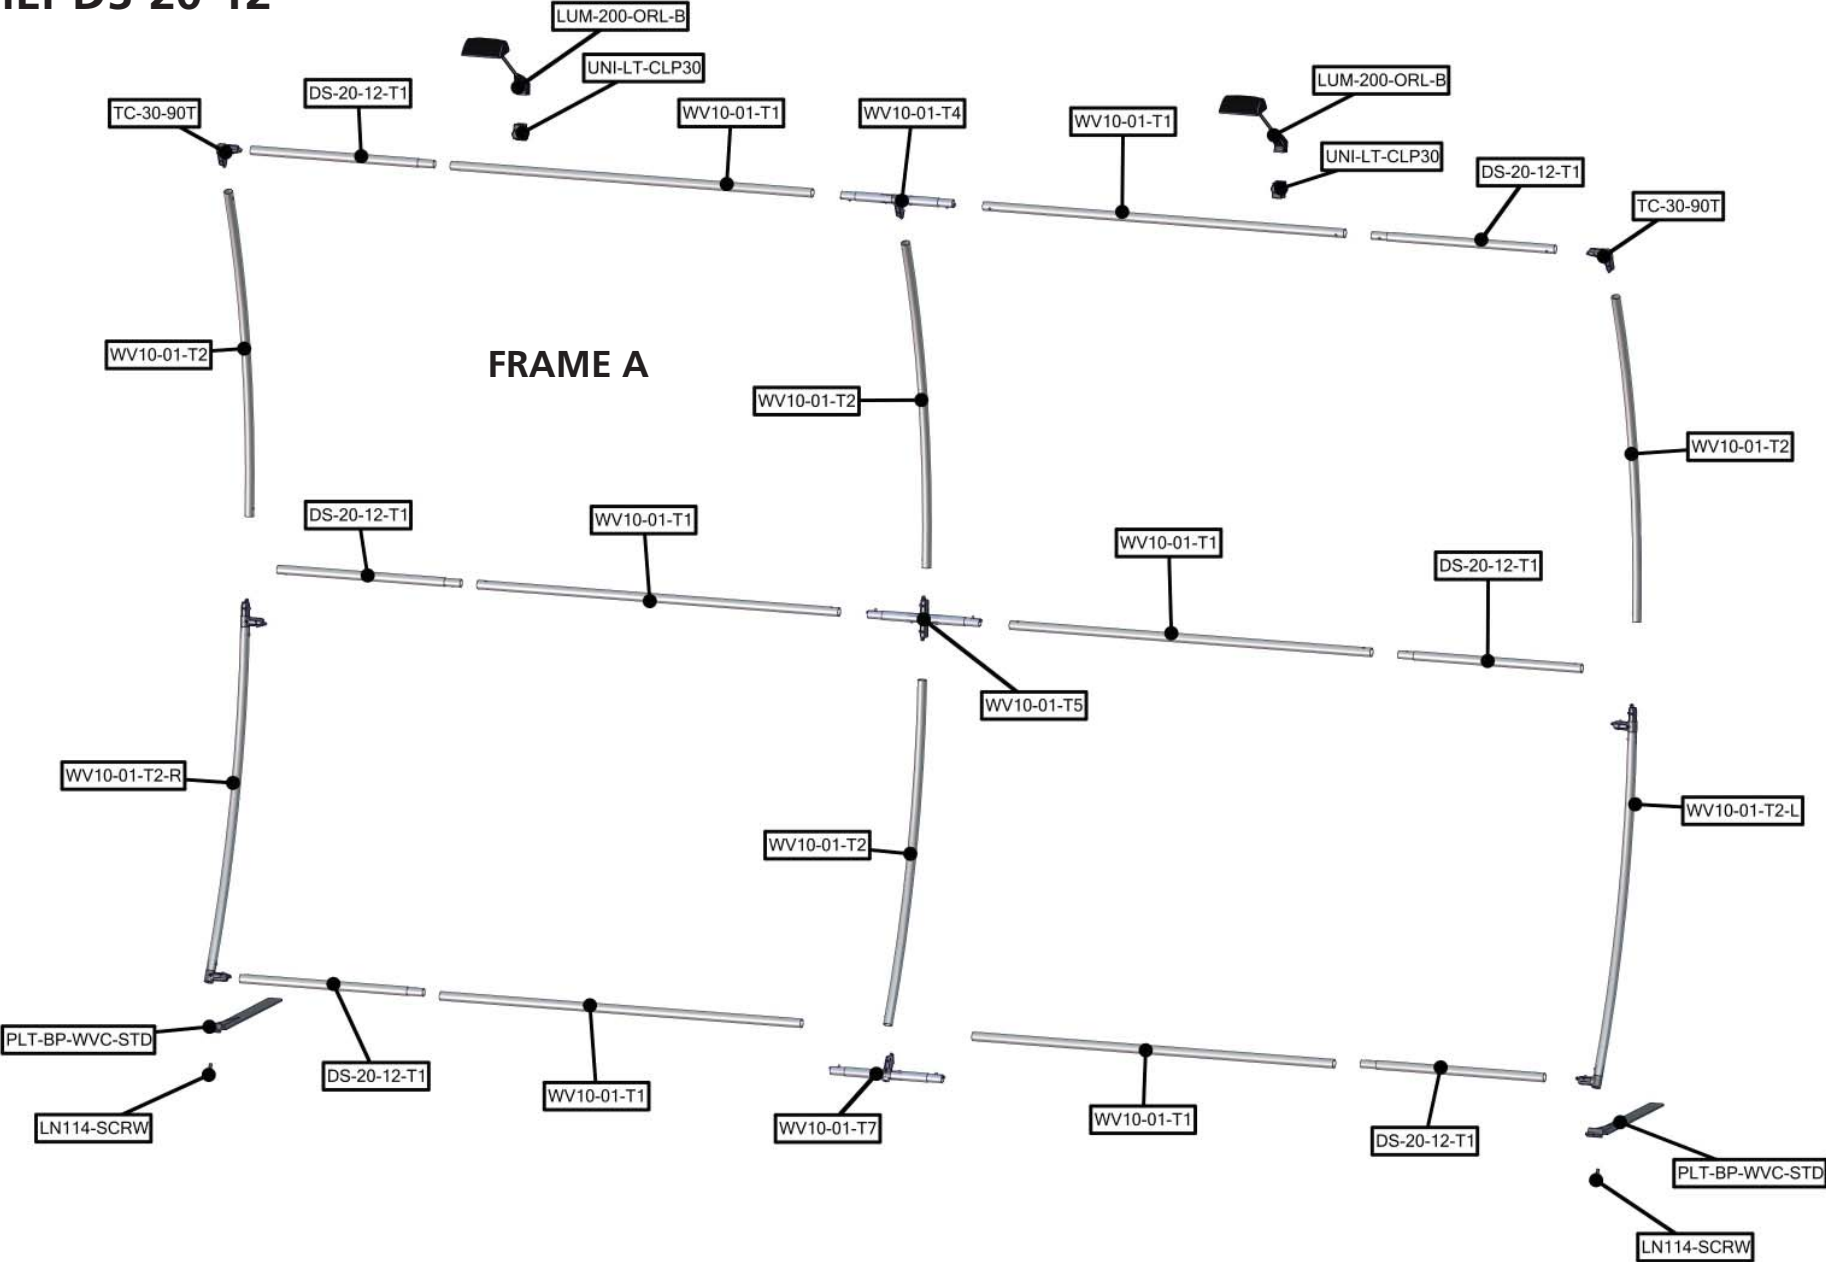 DS-20-12
LUM-200-ORL-B
UNI-LT-CLP30
LUM-200-ORL-B
DS-20-12-T1
TC-30-90T
WV10-01-T1
WV10-01-T4
WV10-01-T1
UNI-LT-CLP30
DS-20-12-T1
TC-30-90T
WV10-01-T2
FRAME A
WV10-01-T2
WV10-01-T2
DS-20-12-T1
WV10-01-T1
WV10-01-T1
DS-20-12-T1
WV10-01-T5
WV10-01-T2-R
WV10-01-T2-L
WV10-01-T2
PLT-BP-WVC-STD
DS-20-12-T1
WV10-01-T1
LN114-SCRW
WV10-01-T7
WV10-01-T1
DS-20-12-T1
PLT-BP-WVC-STD
LN114-SCRW